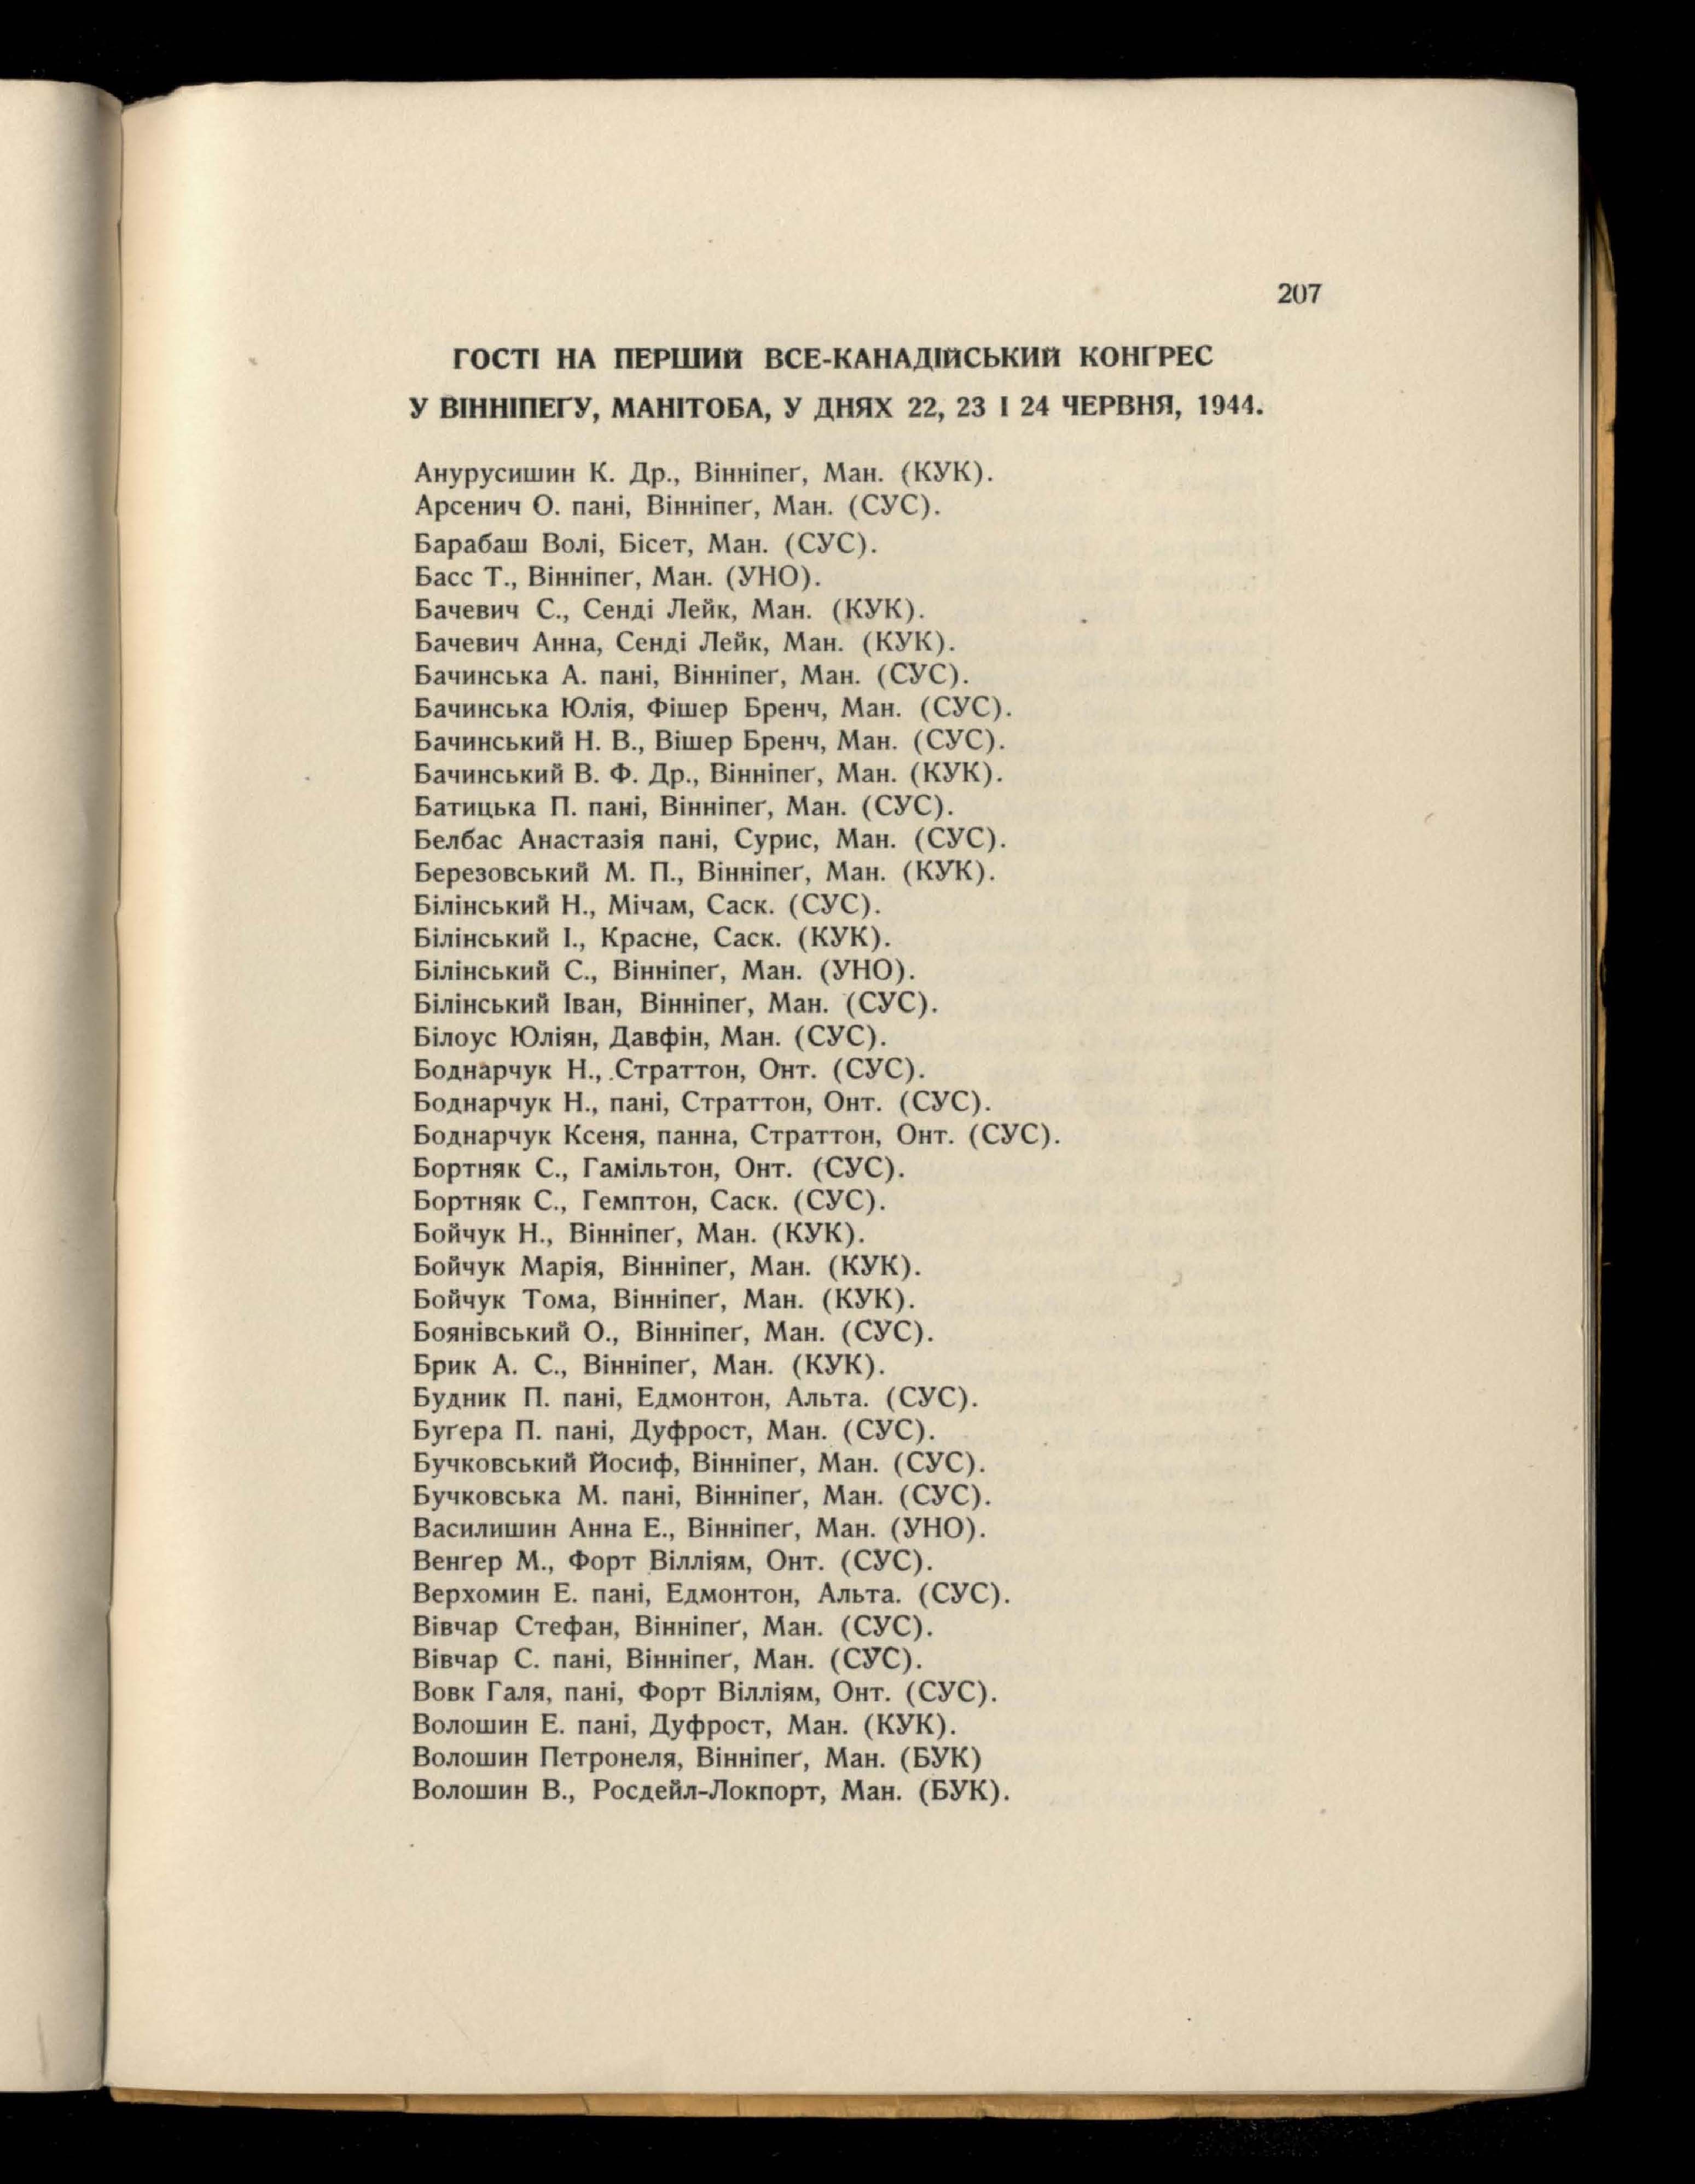 207
ГОСТІ НА ПЕРШИЙ ВСЕ-КАНАДІЙСЬКИЙ КОНҐРЕС
У ВІННІПЕҐУ, МАНІТОБА, У ДНЯХ 22, 23 І 24 ЧЕРВНЯ, 1944.
Анурусишин К. Др., Вінніпеґ, Ман. (КУК).
Арсенич О. пані, Вінніпеґ, Ман. (СУС).
Барабаш Волі, Бісет, Ман. (СУС).
Басс Т., Вінніпеґ, Ман. (УНО).
Бачевич С., Сенді Лейк, Ман. (КУК).
Бачевич Анна, Сенді Лейк, Ман. (КУК).
Бачинська А. пані, Вінніпеґ, Ман. (СУС).
Бачинська Юлія, Фішер Бренч, Ман. (СУС).
Бачинський Н. В., Вішер Бренч, Ман. (СУС).
Бачинський В. Ф. Др., Вінніпеґ, Ман. (КУК).
Батицька П. пані, Вінніпеґ, Ман. (СУС).
Белбас Анастазія пані, Сурис, Ман. (СУС).
Березовський М. П., Вінніпеґ, Ман. (КУК).
Білінський Н., Мічам, Саск. (СУС).
Білінський І., Красне, Саск. (КУК).
Білінський С., Вінніпеґ, Ман. (УНО).
Білінський Іван, Вінніпеґ, Ман. (СУС).
Білоус Юліян, Давфін, Ман. (СУС).
Боднарчук Н., Страттон, Онт. (СУС).
Боднарчук Н., пані, Страттон, Онт. (СУС).
Боднарчук Ксеня, панна, Страттон, Онт. (СУС).
Бортняк С., Гамільтон, Онт. (СУС).
Бортняк С., Гемптон, Саск. (СУС).
Бойчук Н., Вінніпеґ, Ман. (КУК).
Бойчук Марія, Вінніпеґ, Ман. (КУК).
Бойчук Тома, Вінніпеґ, Ман. (КУК).
Боянівський О., Вінніпеґ, Ман. (СУС).
Брик А. С., Вінніпеґ, Ман. (КУК).
Будник П. пані, Едмонтон, Альта. (СУС).
Буґера П. пані, Дуфрост, Ман. (СУС).
Бучковський Йосиф, Вінніпеґ, Ман. (СУС).
Бучковська М. пані, Вінніпеґ, Ман. (СУС).
Василишин Анна Е., Вінніпеґ, Ман. (УНО).
Венґер М., Форт Вілліям, Онт. (СУС).
Верхомин Е. пані, Едмонтон, Альта. (СУС).
Вівчар Стефан, Вінніпеґ, Ман. (СУС).
Вівчар С. пані, Вінніпеґ, Ман. (СУС).
Вовк Галя, пані, Форт Вілліям, Онт. (СУС).
Волошин Е. пані, Дуфрост, Ман. (КУК).
Волошин Петронеля, Вінніпеґ, Ман. (БУК)
Волошин В., Росдейл-Локпорт, Ман. (БУК).